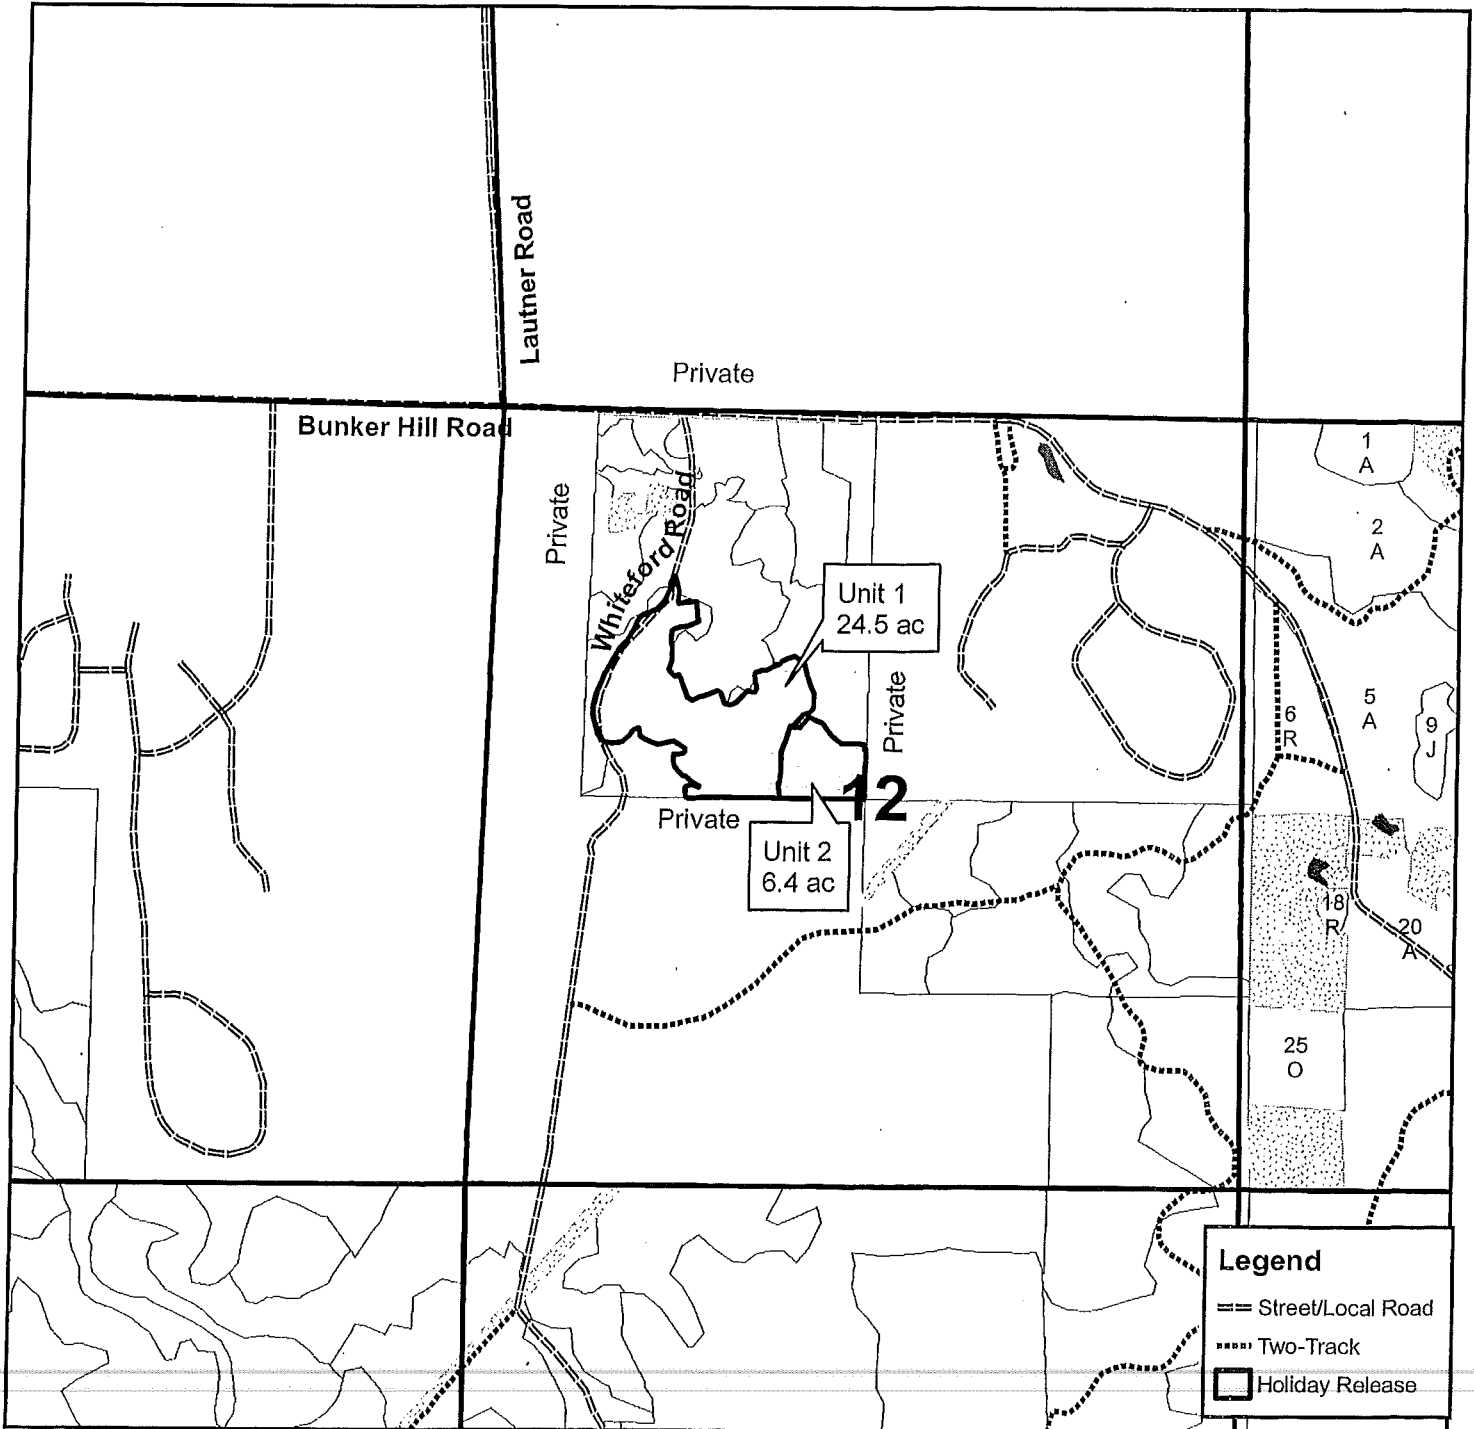 Lautner Road
Private
Bunker Hill Road
Private
Whiteford Road
Unit 1
24.5 ac
Private
1
A
2
A
5
A
6
R
9
J
12
Private
Unit 2
6.4 ac
18
R
20
A
25
O
Legend
Street/Local Road
Two-Track
Holiday Release